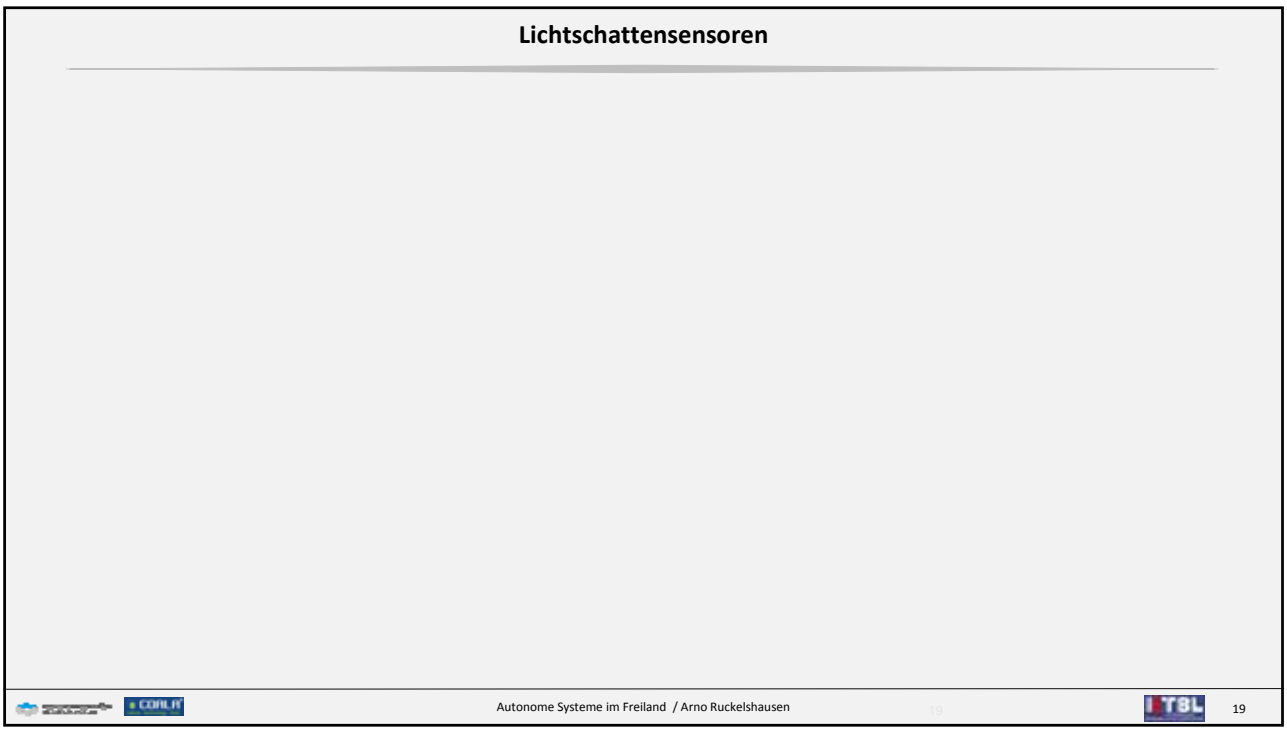 Lichtschattensensoren
Autonome Systeme im Freiland / Arno Ruckelshausen
19
19